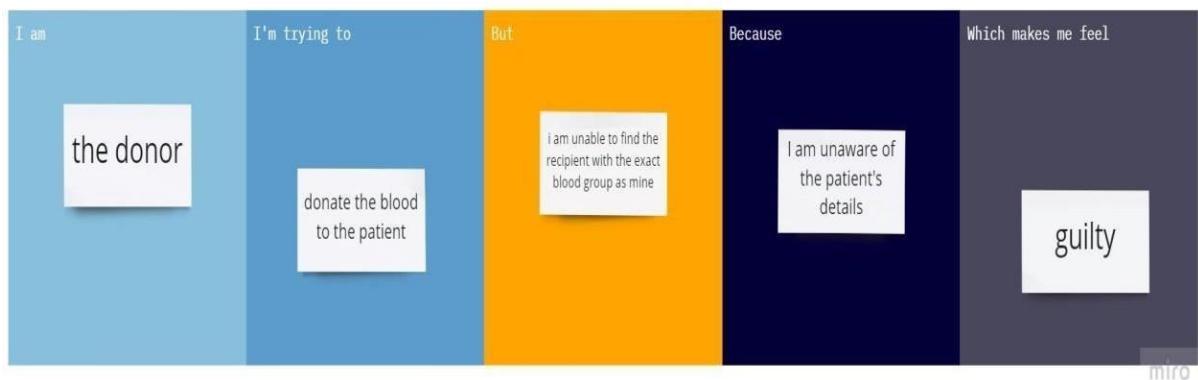 I am
the donor
I'm trying to
donate the blood
to the patient
But
i am unable to find the
recipient with the exact
blood group as mine
Because
I am unaware of
the patient's
details
Which makes me feel
guilty
miro